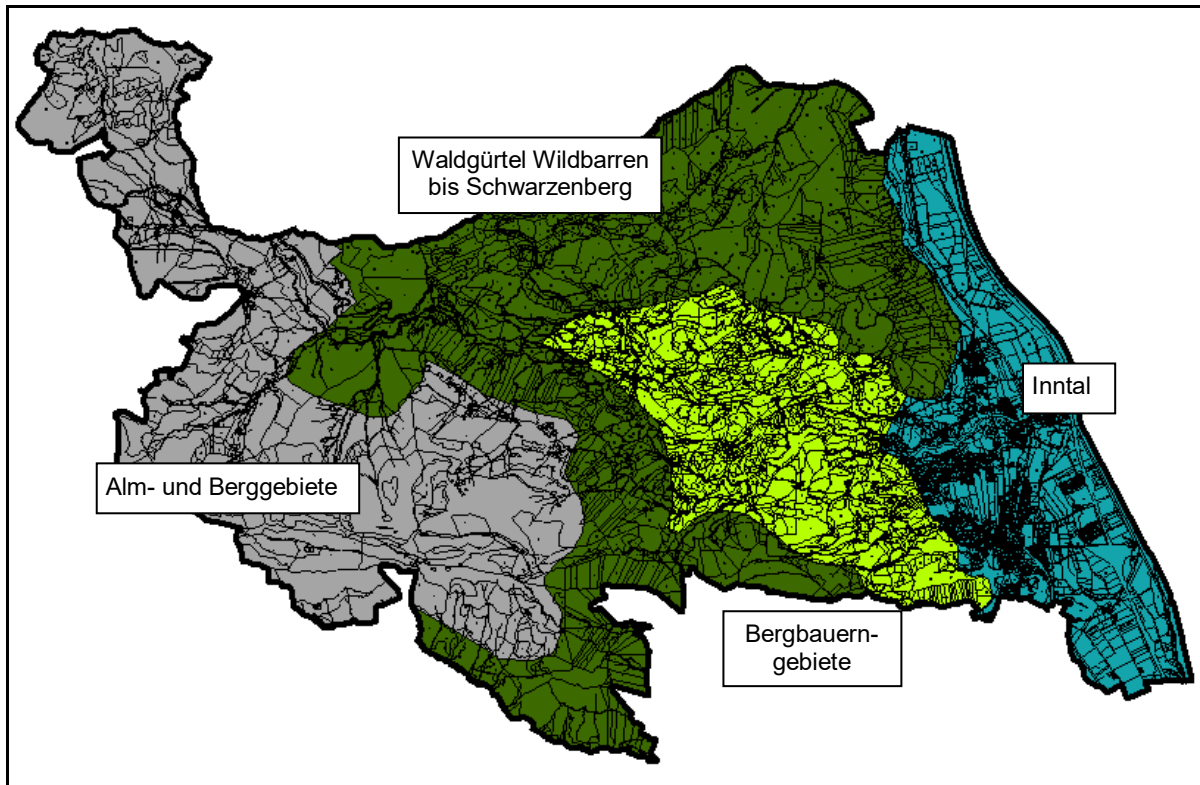 Waldgürtel Wildbarren
bis Schwarzenberg
Inntal
Alm- und Berggebiete
Bergbauern-
gebiete